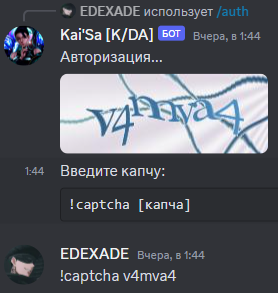 EDEXADE использует /auth
Kai'Sa [K/DA] БОТ Вчера, в 1:44
Авторизация...
v4mva4
1:44 Введите капчу:
!captcha [капча]
EDEXADE Вчера, в 1:44
!captcha v4mva4